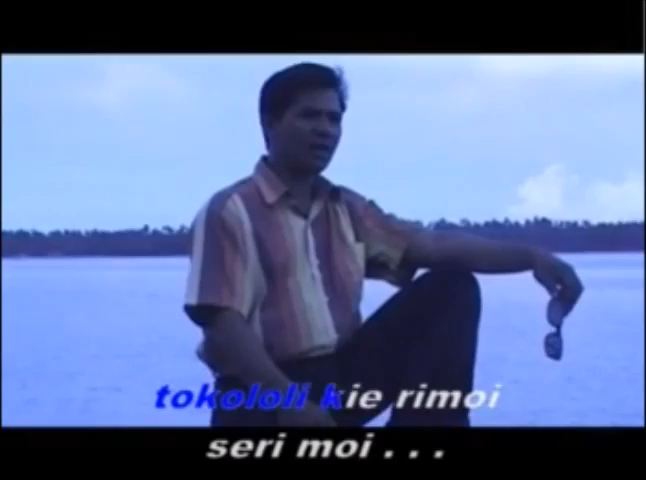 tokololi kie rimoi
seri moi . . .